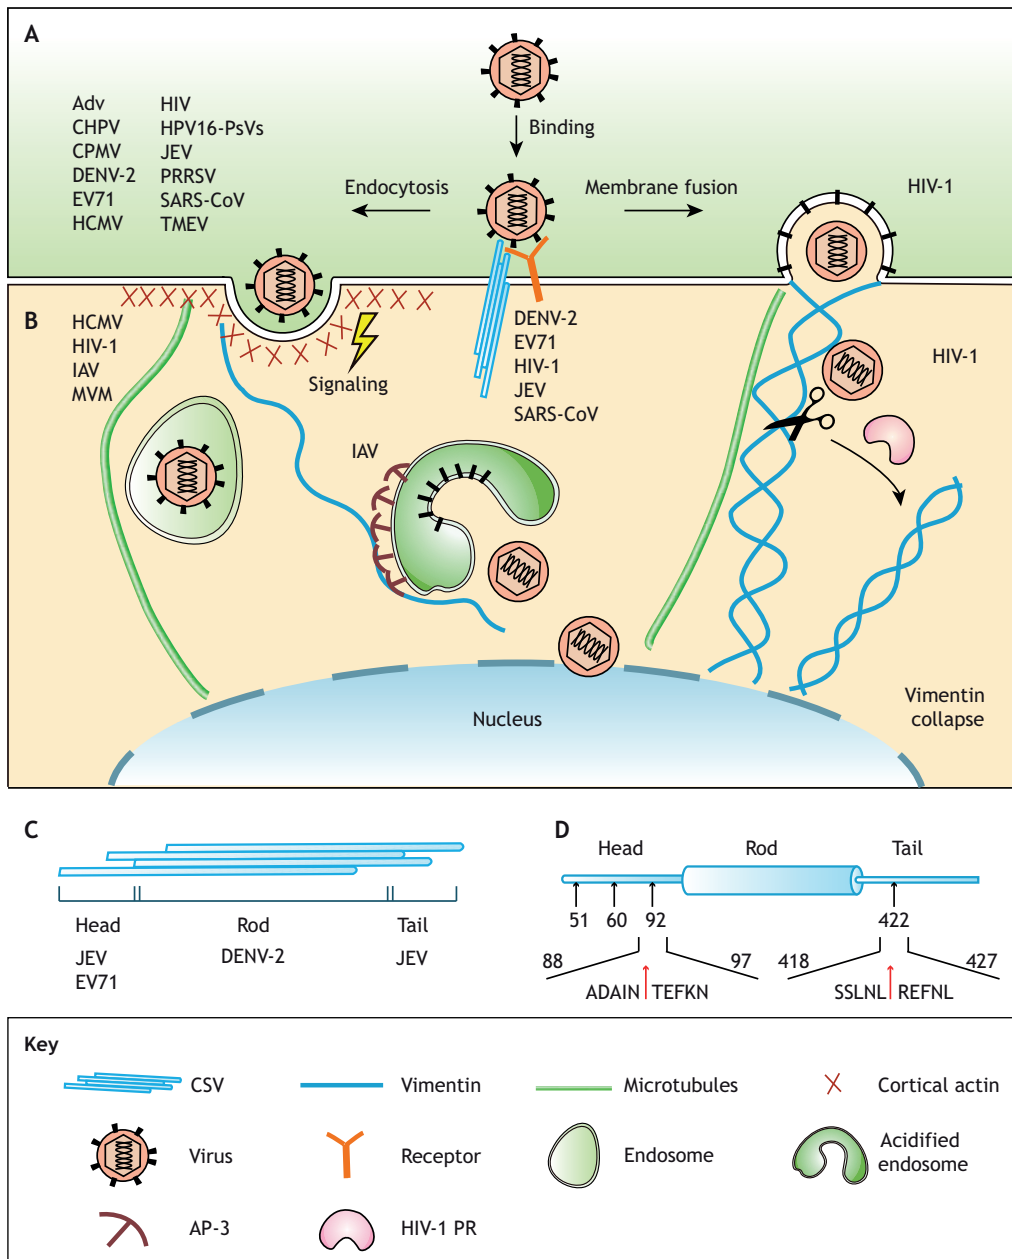 A
Binding
Adv HIV
CHPV HPV16-PsVs
CPMV JEV
DENV-2 PRRSV
EV71 SARS-CoV
HCMV TMEV
Endocytosis
Membrane fusion
HIV-1
B
HCMV
HIV-1
IAV
MVM
Signaling
DENV-2
EV71
HIV-1
JEV
SARS-CoV
HIV-1
IAV
Nucleus
Vimentin
collapse
C
Head Rod Tail
JEV DENV-2 JEV
EV71
D
Head Rod Tail
51 60 92 422
88 97 418 427
ADAIN TEFKN SSLNL REFNL
Key
CSV Vimentin Microtubules Cortical actin
Virus Receptor Endosome Acidified
endosome
AP-3 HIV-1 PR